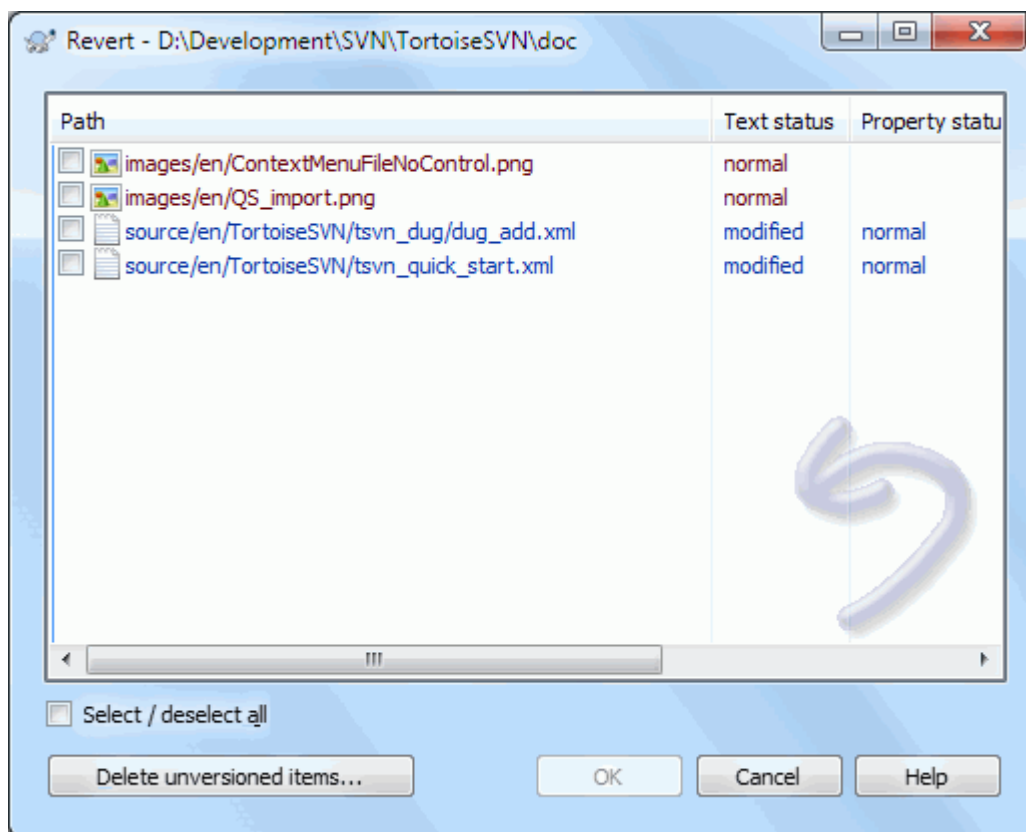 Revert - D:\Development\SVN\TortoiseSVN\doc
Path Text status Property statu
images/en/ContextMenuFileNoControl.png normal
images/en/QS_import.png normal
source/en/TortoiseSVN/tsvn_dug/dug_add.xml modified normal
source/en/TortoiseSVN/tsvn_quick_start.xml modified normal
Select / deselect all
Delete unversioned items... OK Cancel Help